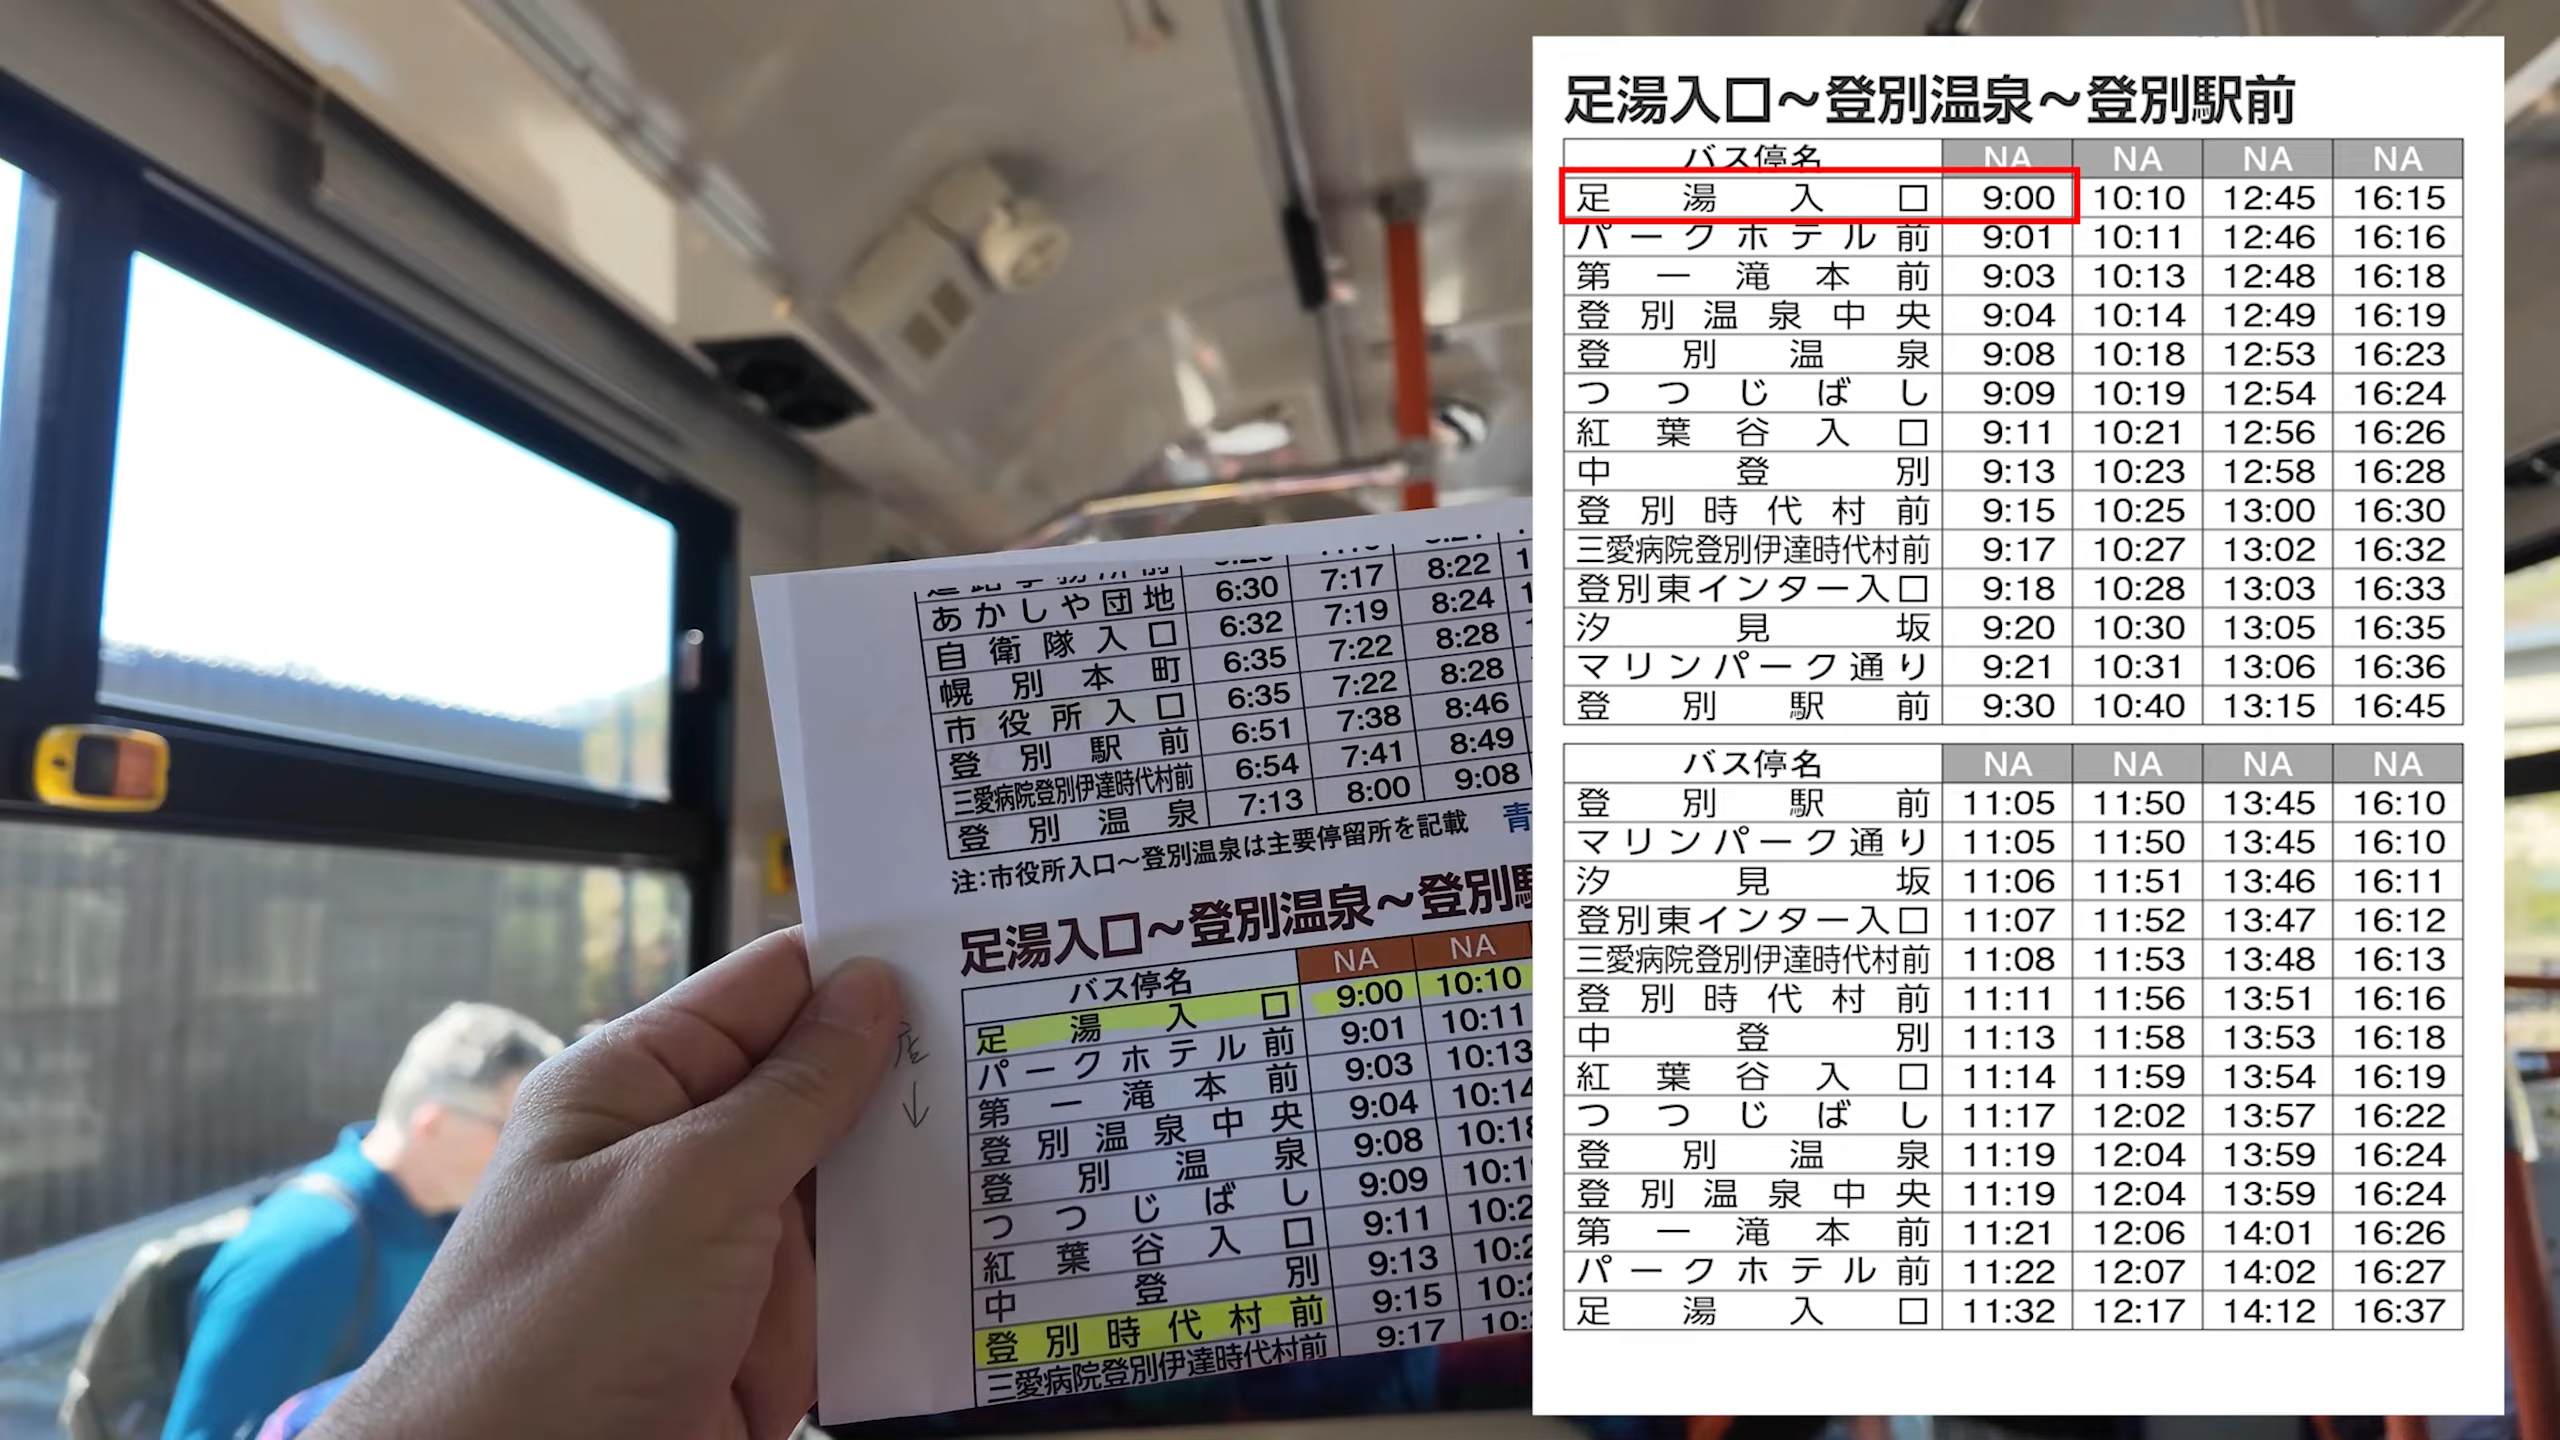 あかしや団地 6:30 7:17 8:22
自衛隊入口 6:32 7:19 8:24
幌別本町 6:35 7:22 8:28
市役所入口 6:35 7:22 8:28
登別駅前 6:51 7:38 8:46
三愛病院登別伊達時代村前 6:54 7:41 8:49
登別温泉 7:13 8:00 9:08
注:市役所入口~登別温泉は主要停留所を記載 青
足湯入口~登別温泉~登別
バス停名 NA NA
足湯入口 9:00 10:10
パークホテル前 9:01 10:11
第一滝本前 9:03 10:13
登別温泉中央 9:04 10:14
登別温泉 9:08 10:18
つつじばし 9:09
紅葉谷入口 9:11
中登別 9:13
登別時代村前 9:15
三愛病院登別伊達時代村前 9:17
足湯入口~登別温泉~登別駅前
バス停名 NA NA NA NA
足湯入口 9:00 10:10 12:45 16:15
パークホテル前 9:01 10:11 12:46 16:16
第一滝本前 9:03 10:13 12:48 16:18
登別温泉中央 9:04 10:14 12:49 16:19
登別温泉 9:08 10:18 12:53 16:23
つつじばし 9:09 10:19 12:54 16:24
紅葉谷入口 9:11 10:21 12:56 16:26
中登別 9:13 10:23 12:58 16:28
登別時代村前 9:15 10:25 13:00 16:30
三愛病院登別伊達時代村前 9:17 10:27 13:02 16:32
登別東インター入口 9:18 10:28 13:03 16:33
汐見坂 9:20 10:30 13:05 16:35
マリンパーク通り 9:21 10:31 13:06 16:36
登別駅前 9:30 10:40 13:15 16:45
バス停名 NA NA NA NA
登別駅前 11:05 11:50 13:45 16:10
マリンパーク通り 11:05 11:50 13:45 16:10
汐見坂 11:06 11:51 13:46 16:11
登別東インター入口 11:07 11:52 13:47 16:12
三愛病院登別伊達時代村前 11:08 11:53 13:48 16:13
登別時代村前 11:11 11:56 13:51 16:16
中登別 11:13 11:58 13:53 16:18
紅葉谷入口 11:14 11:59 13:54 16:19
つつじばし 11:17 12:02 13:57 16:22
登別温泉 11:19 12:04 13:59 16:24
登別温泉中央 11:19 12:04 13:59 16:24
第一滝本前 11:21 12:06 14:01 16:26
パークホテル前 11:22 12:07 14:02 16:27
足湯入口 11:32 12:17 14:12 16:37